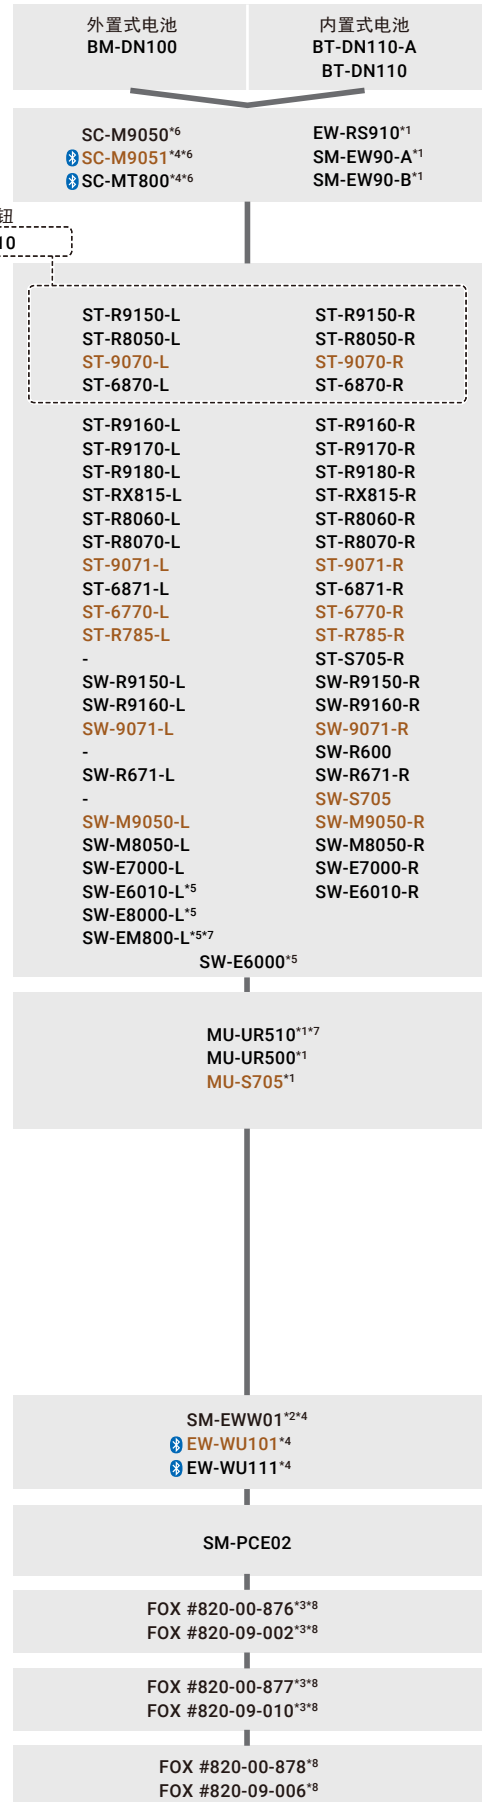 外置式电池
BM-DN100
内置式电池
BT-DN110-A
BT-DN110
SC-M9050*6
SC-M9051*4*6
SC-MT800*4*6
EW-RS910*1
SM-EW90-A*1
SM-EW90-B*1
钮
10
ST-R9150-L ST-R9150-R
ST-R8050-L ST-R8050-R
ST-9070-L ST-9070-R
ST-6870-L ST-6870-R
ST-R9160-L ST-R9160-R
ST-R9170-L ST-R9170-R
ST-R9180-L ST-R9180-R
ST-RX815-L ST-RX815-R
ST-R8060-L ST-R8060-R
ST-R8070-L ST-R8070-R
ST-9071-L ST-9071-R
ST-6871-L ST-6871-R
ST-6770-L ST-6770-R
ST-R785-L ST-R785-R
- ST-S705-R
SW-R9150-L SW-R9150-R
SW-R9160-L SW-R9160-R
SW-9071-L SW-9071-R
- SW-R600
SW-R671-L SW-R671-R
- SW-S705
SW-M9050-L SW-M9050-R
SW-M8050-L SW-M8050-R
SW-E7000-L SW-E7000-R
SW-E6010-L*5 SW-E6010-R
SW-E8000-L*5
SW-EM800-L*5*7
SW-E6000*5
MU-UR510*1*7
MU-UR500*1
MU-S705*1
SM-EWW01*2*4
EW-WU101*4
EW-WU111*4
SM-PCE02
FOX #820-00-876*3*8
FOX #820-09-002*3*8
FOX #820-00-877*3*8
FOX #820-09-010*3*8
FOX #820-00-878*8
FOX #820-09-006*8